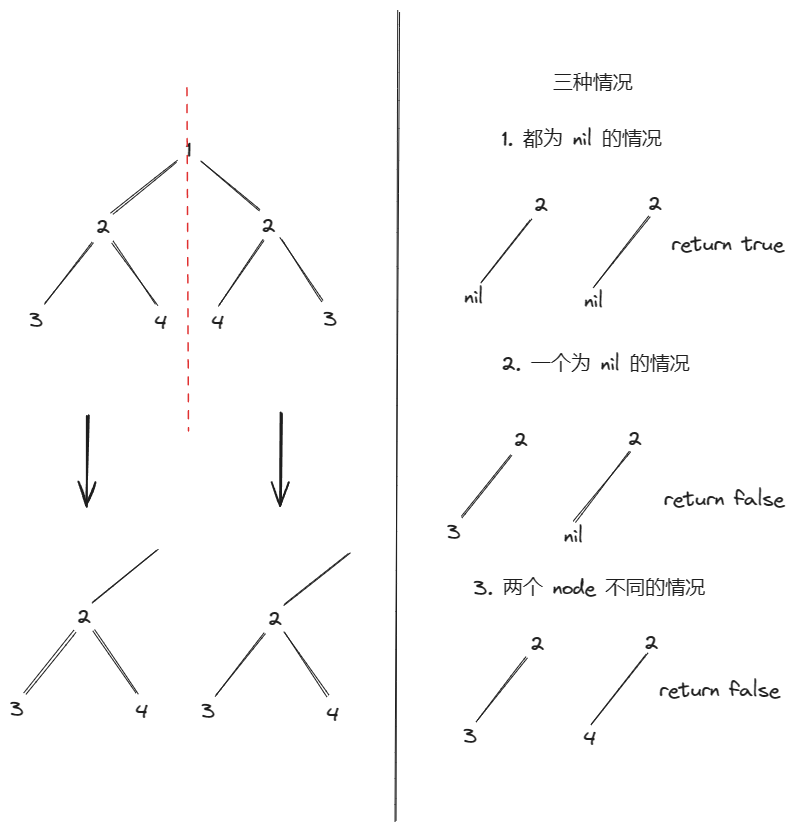 1
2 2
3 4 4 3
2 2
3 4 3 4
三种情况
1. 都为 nil 的情况
2 2
return true
nil nil
2. 一个为 nil 的情况
2 2
return false
3 nil
3. 两个 node 不同的情况
2 2
return false
3 4